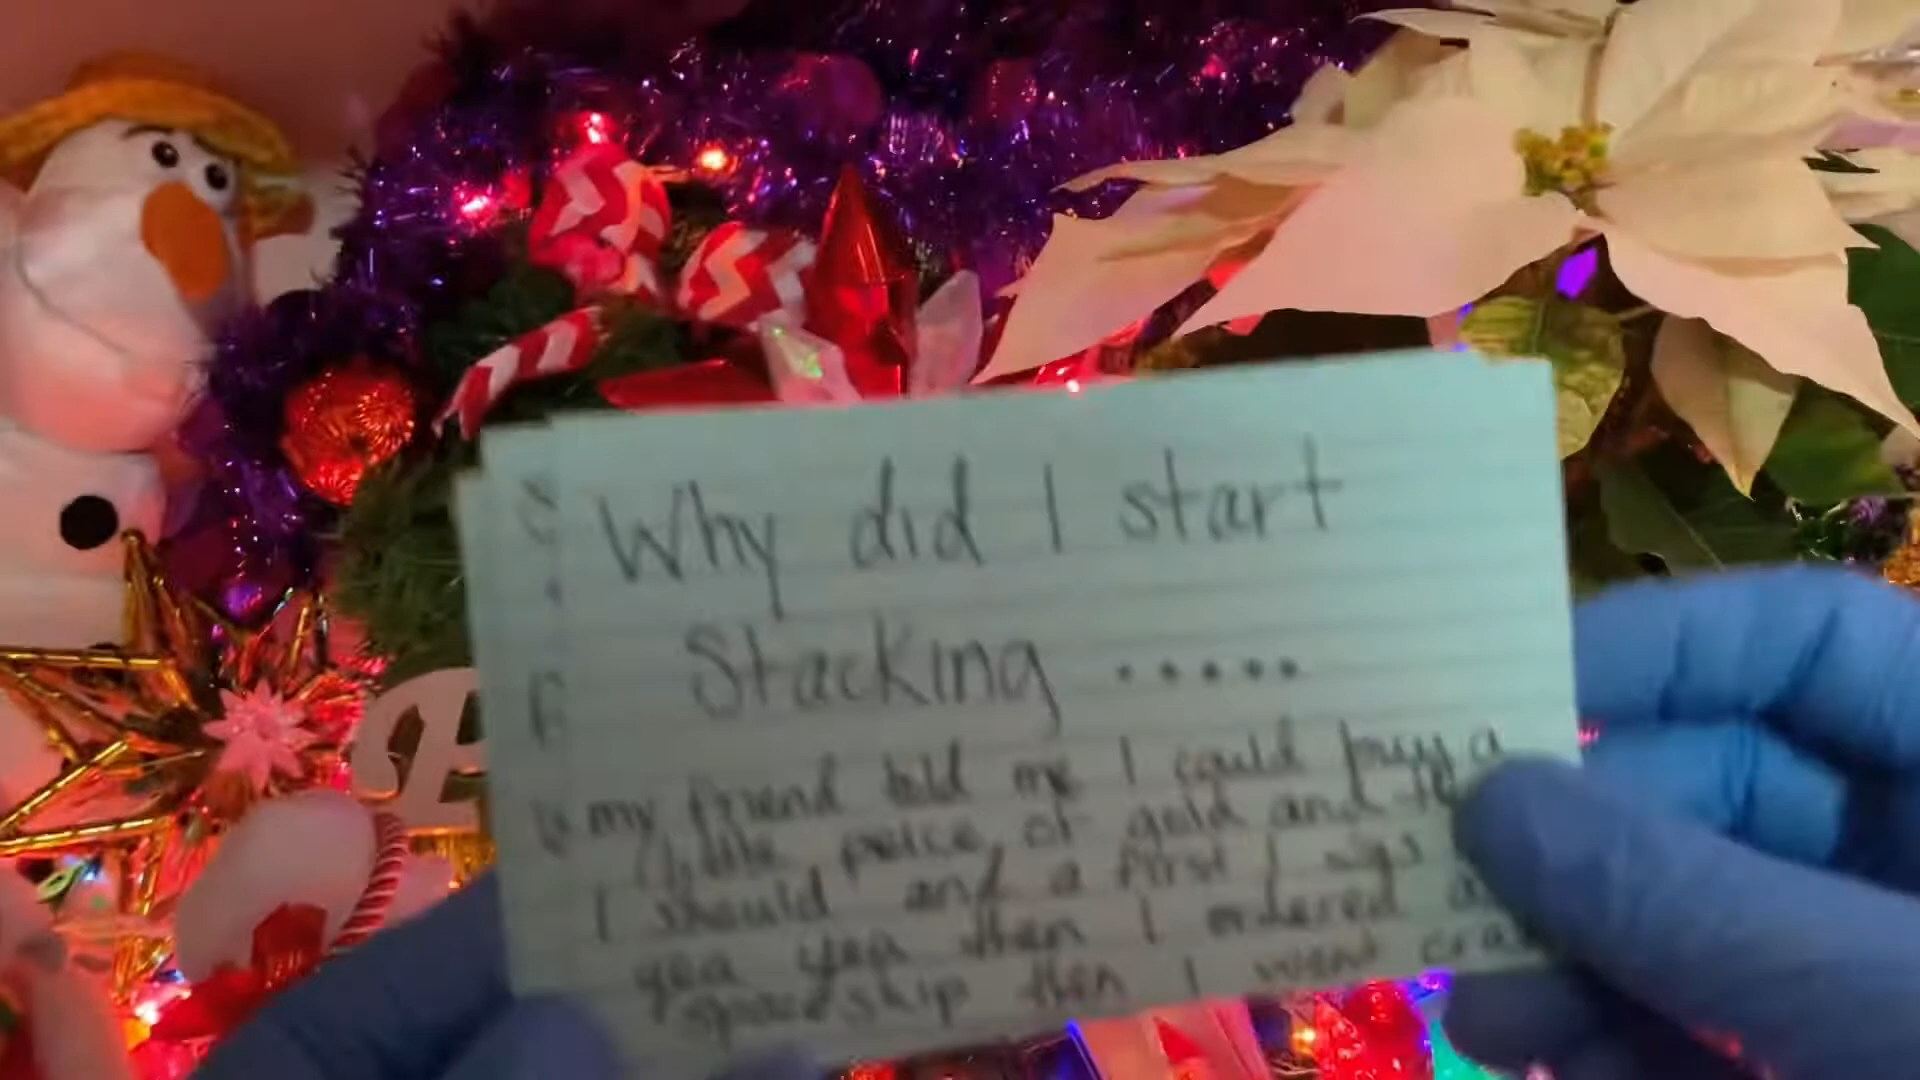 Why did I start
Stacking .....
my friend told me I could buy a
little peice of gold and
I should and a first I was
yea yea then I ordered a
spaceship then I went